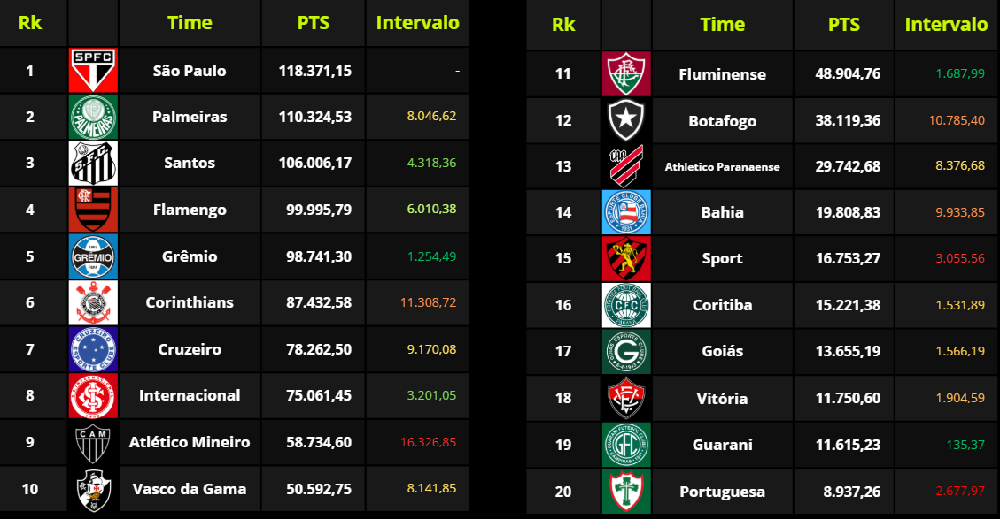 Rk Time PTS Intervalo
1 SPFC São Paulo 118.371,15 -
2 PALMEIRAS Palmeiras 110.324,53 8.046,62
3 Santos 106.006,17 4.318,36
4 Flamengo 99.995,79 6.010,38
5 GRÊMIO Grêmio 98.741,30 1.254,49
6 Corinthians 87.432,58 11.308,72
7 CRUZEIRO ESPORTE CLUBE Cruzeiro 78.262,50 9.170,08
8 Internacional 75.061,45 3.201,05
9 CAM Atlético Mineiro 58.734,60 16.326,85
10 Vasco da Gama 50.592,75 8.141,85
Rk Time PTS Intervalo
11 Fluminense 48.904,76 1.687,99
12 Botafogo 38.119,36 10.785,40
13 CAP Athletico Paranaense 29.742,68 8.376,68
14 ESPORTE CLUBE BAHIA 1931 Bahia 19.808,83 9.933,85
15 Sport 16.753,27 3.055,56
16 CFC Coritiba 15.221,38 1.531,89
17 G Goiás 13.655,19 1.566,19
18 Vitória 11.750,60 1.904,59
19 GFC Guarani 11.615,23 135,37
20 Portuguesa 8.937,26 2.677,97